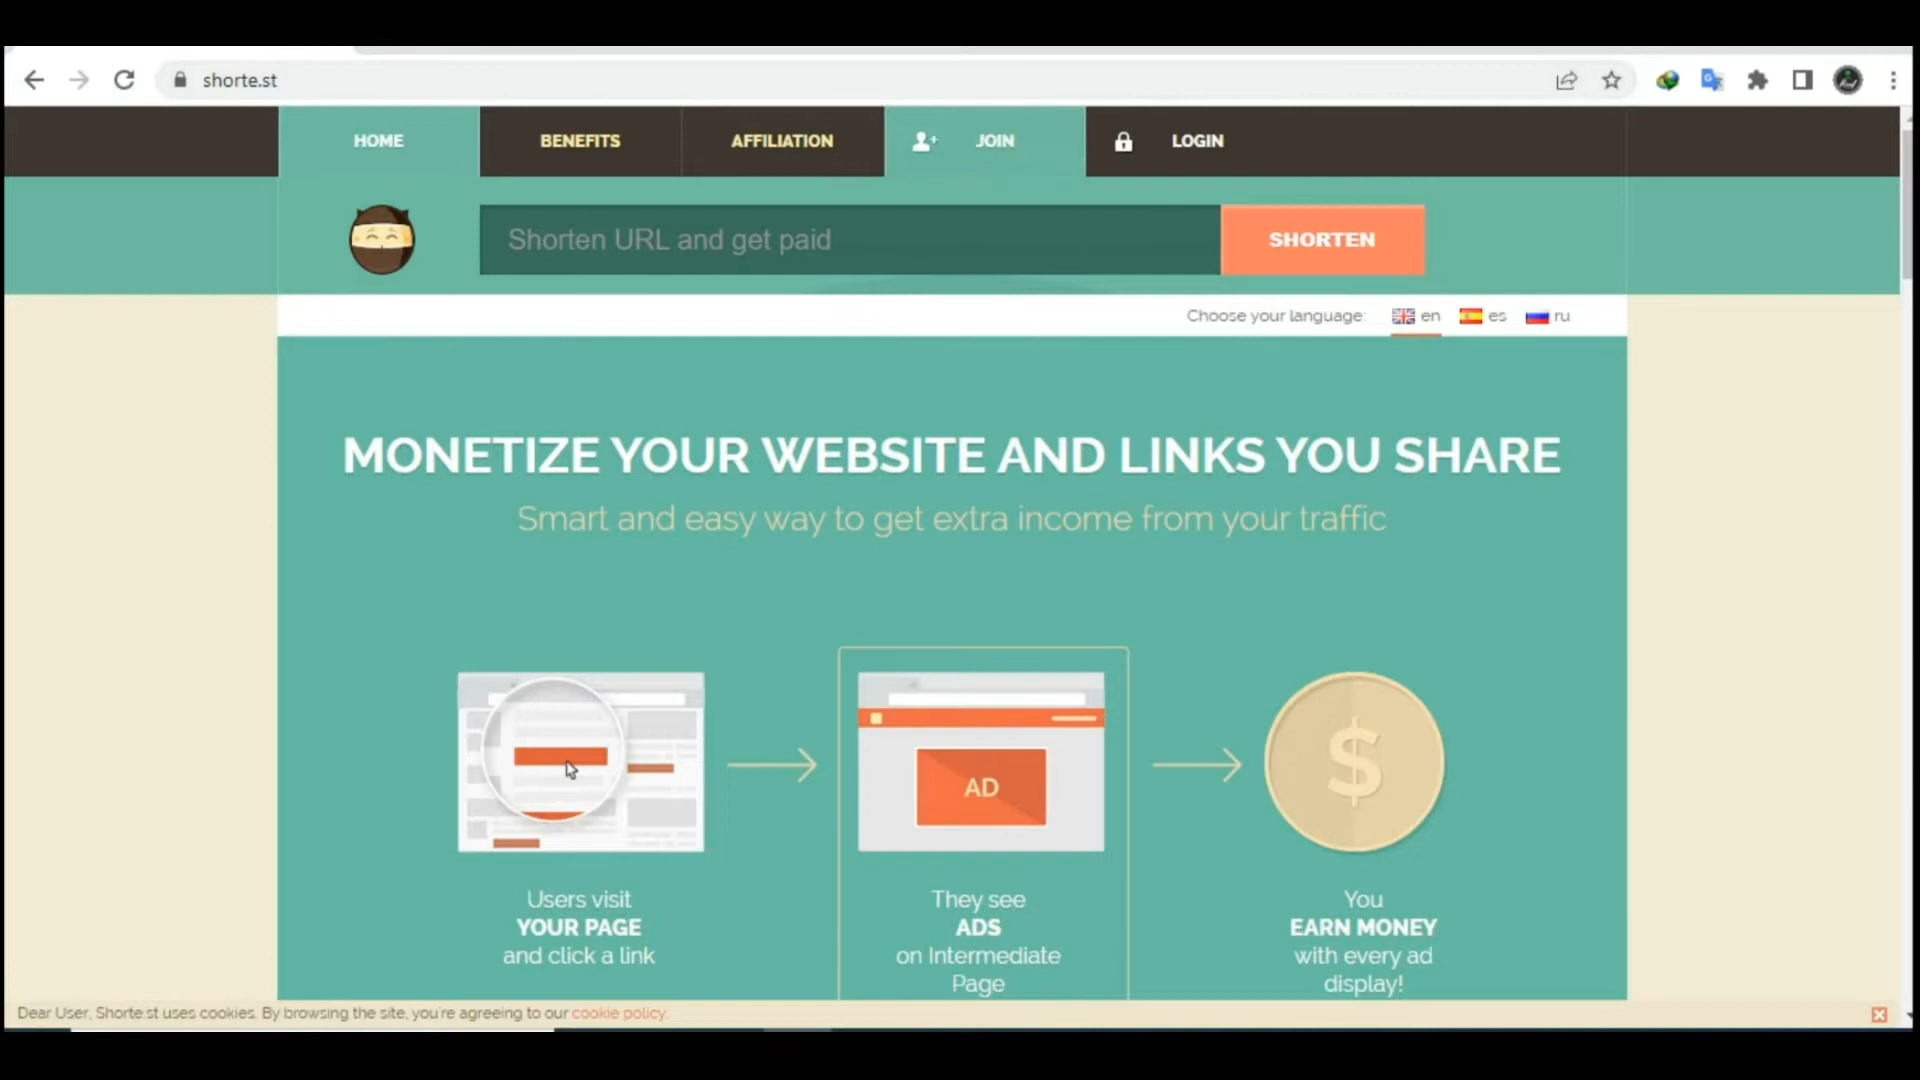 shorte.st
HOME
BENEFITS
AFFILIATION
JOIN
LOGIN
Shorten URL and get paid
SHORTEN
Choose your language:
en
es
ru
MONETIZE YOUR WEBSITE AND LINKS YOU SHARE
Smart and easy way to get extra income from your traffic
AD
$
Users visit
YOUR PAGE
and click a link
They see
ADS
on Intermediate
Page
You
EARN MONEY
with every ad
display!
Dear User, Shorte.st uses cookies. By browsing the site, you're agreeing to our cookie policy.